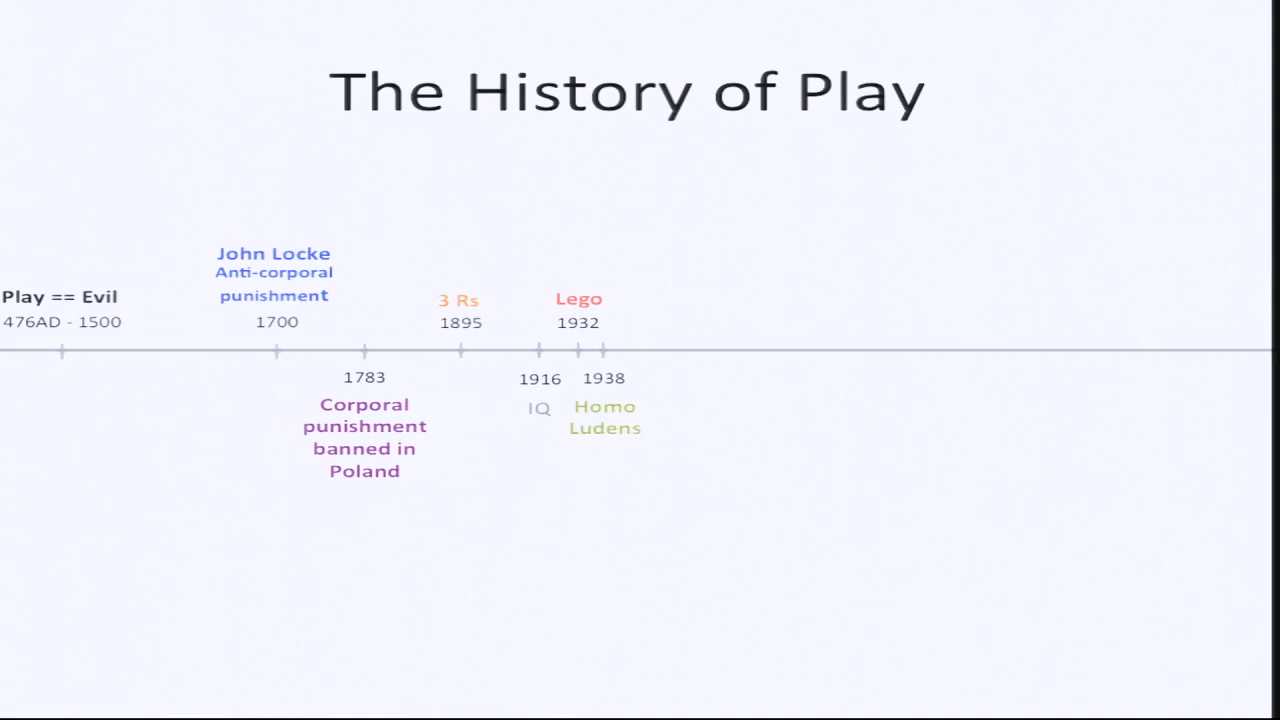 The History of Play
Play == Evil
476AD - 1500
John Locke
Anti-corporal
punishment
1700
1783
Corporal
punishment
banned in
Poland
3 Rs
1895
1916
IQ
Lego
1932
1938
Homo
Ludens